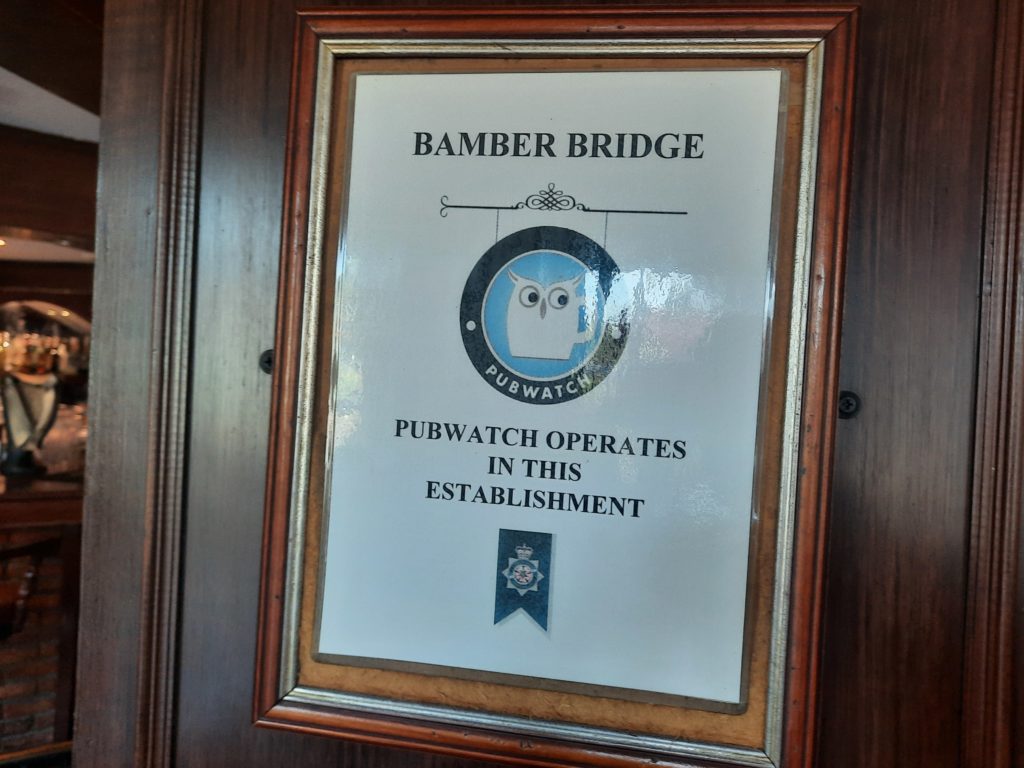 BAMBER BRIDGE
PUBWATCH
PUBWATCH OPERATES
IN THIS
ESTABLISHMENT